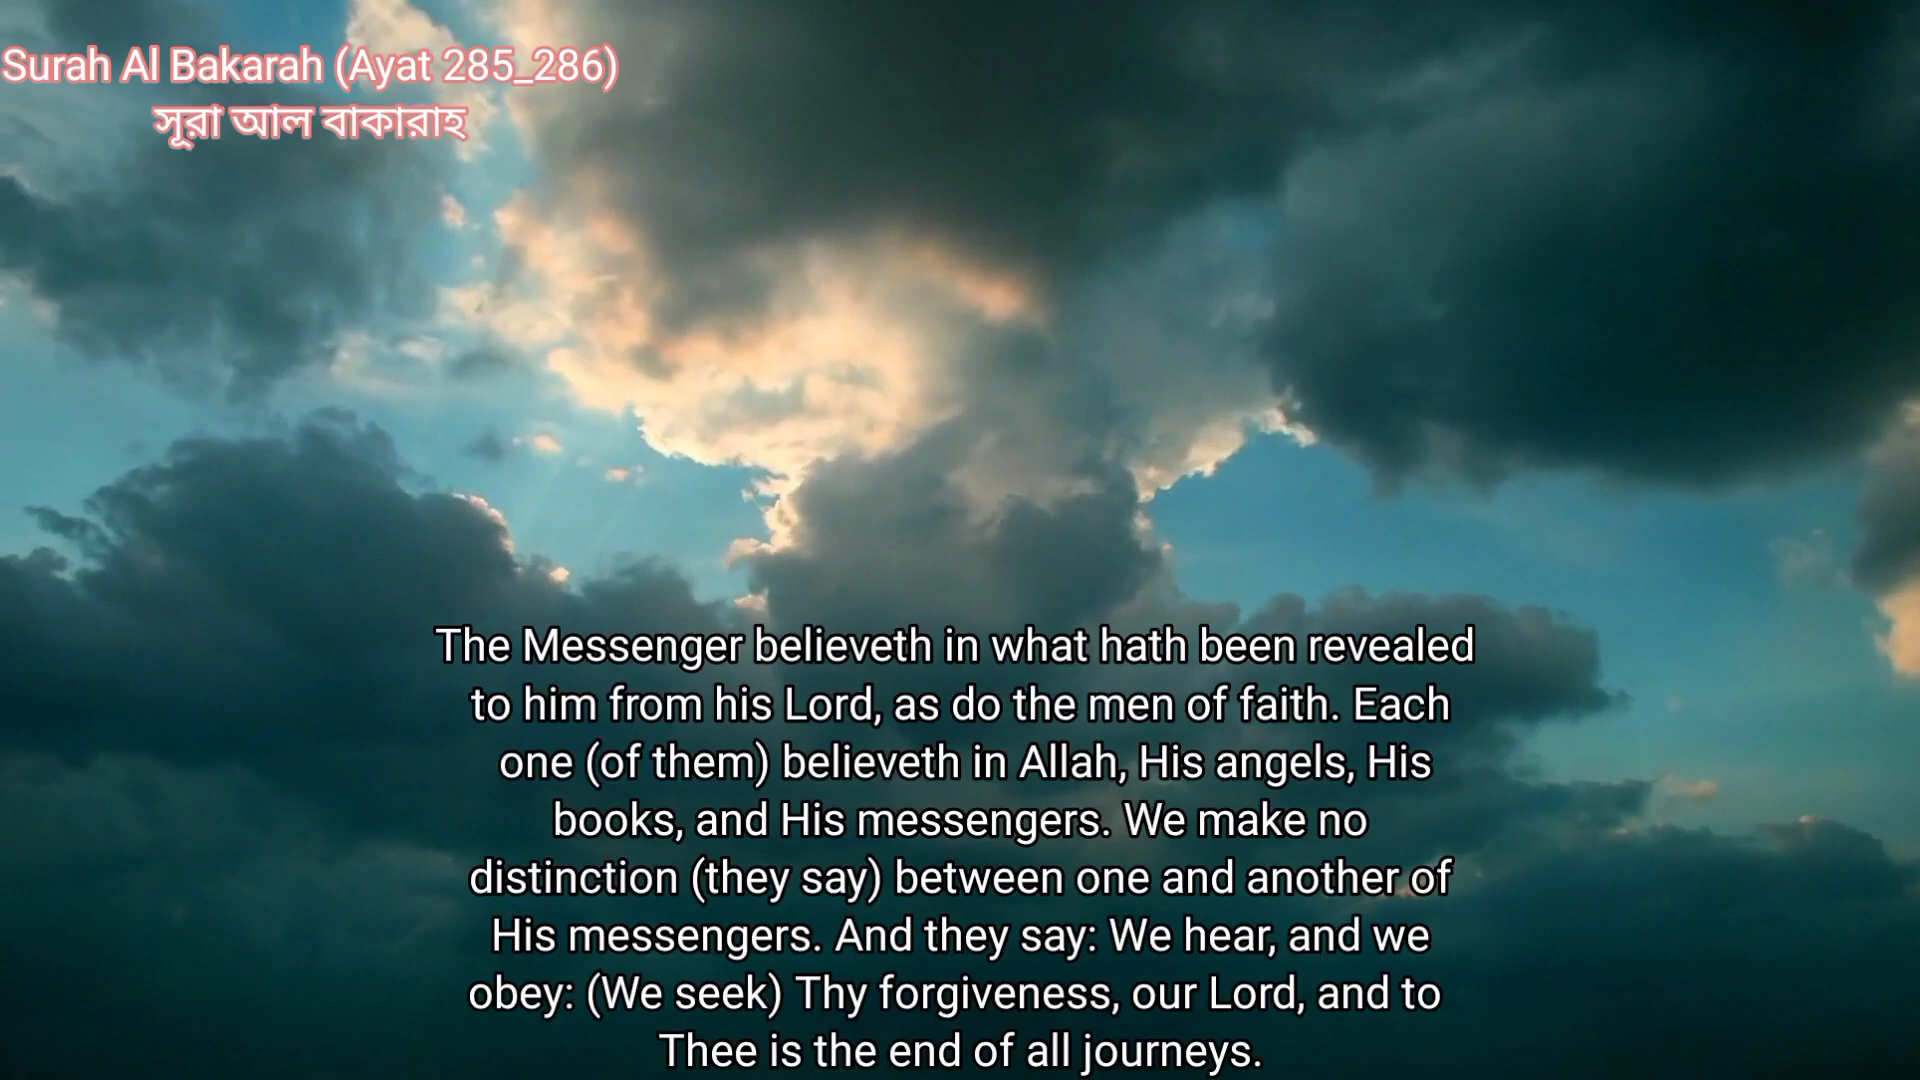 Surah Al Bakarah (Ayat 285_286)
সূরা আল বাকারাহ
The Messenger believeth in what hath been revealed
to him from his Lord, as do the men of faith. Each
one (of them) believeth in Allah, His angels, His
books, and His messengers. We make no
distinction (they say) between one and another of
His messengers. And they say: We hear, and we
obey: (We seek) Thy forgiveness, our Lord, and to
Thee is the end of all journeys.